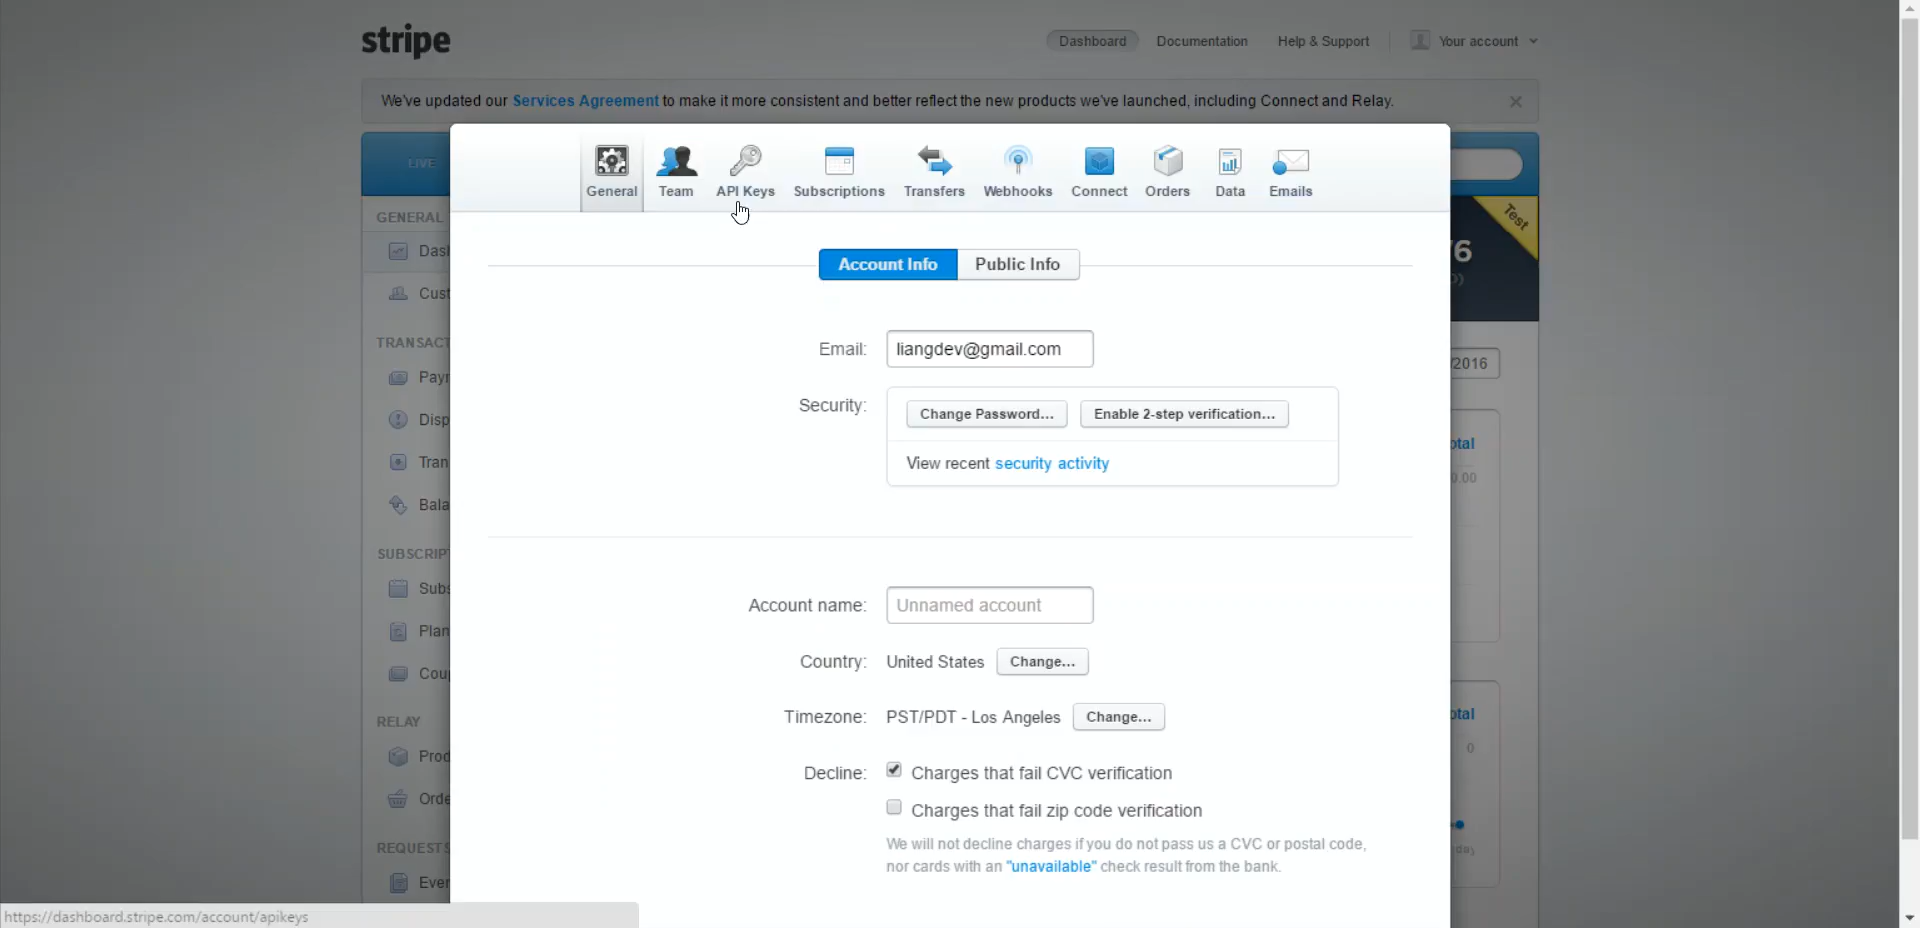 stripe
Dashboard Documentation Help & Support Your account
We've updated our Services Agreement to make it more consistent and better reflect the new products we've launched, including Connect and Relay.
LIVE
General Team API Keys Subscriptions Transfers Webhooks Connect Orders Data Emails
Test
GENERAL
Account Info Public Info
Email: liangdev@gmail.com
Security: Change Password... Enable 2-step verification...
View recent security activity
Account name: Unnamed account
Country: United States Change...
Timezone: PST/PDT - Los Angeles Change...
Decline: Charges that fail CVC verification
Charges that fail zip code verification
We will not decline charges if you do not pass us a CVC or postal code,
nor cards with an "unavailable" check result from the bank.
Dash
Cust
TRANSACT
Payr
Disp
Tran
Bala
SUBSCRIP
Subs
Plan
Coup
RELAY
Prod
Orde
REQUESTS
Ever
/2016
otal
0.00
otal
0
https://dashboard.stripe.com/account/apikeys